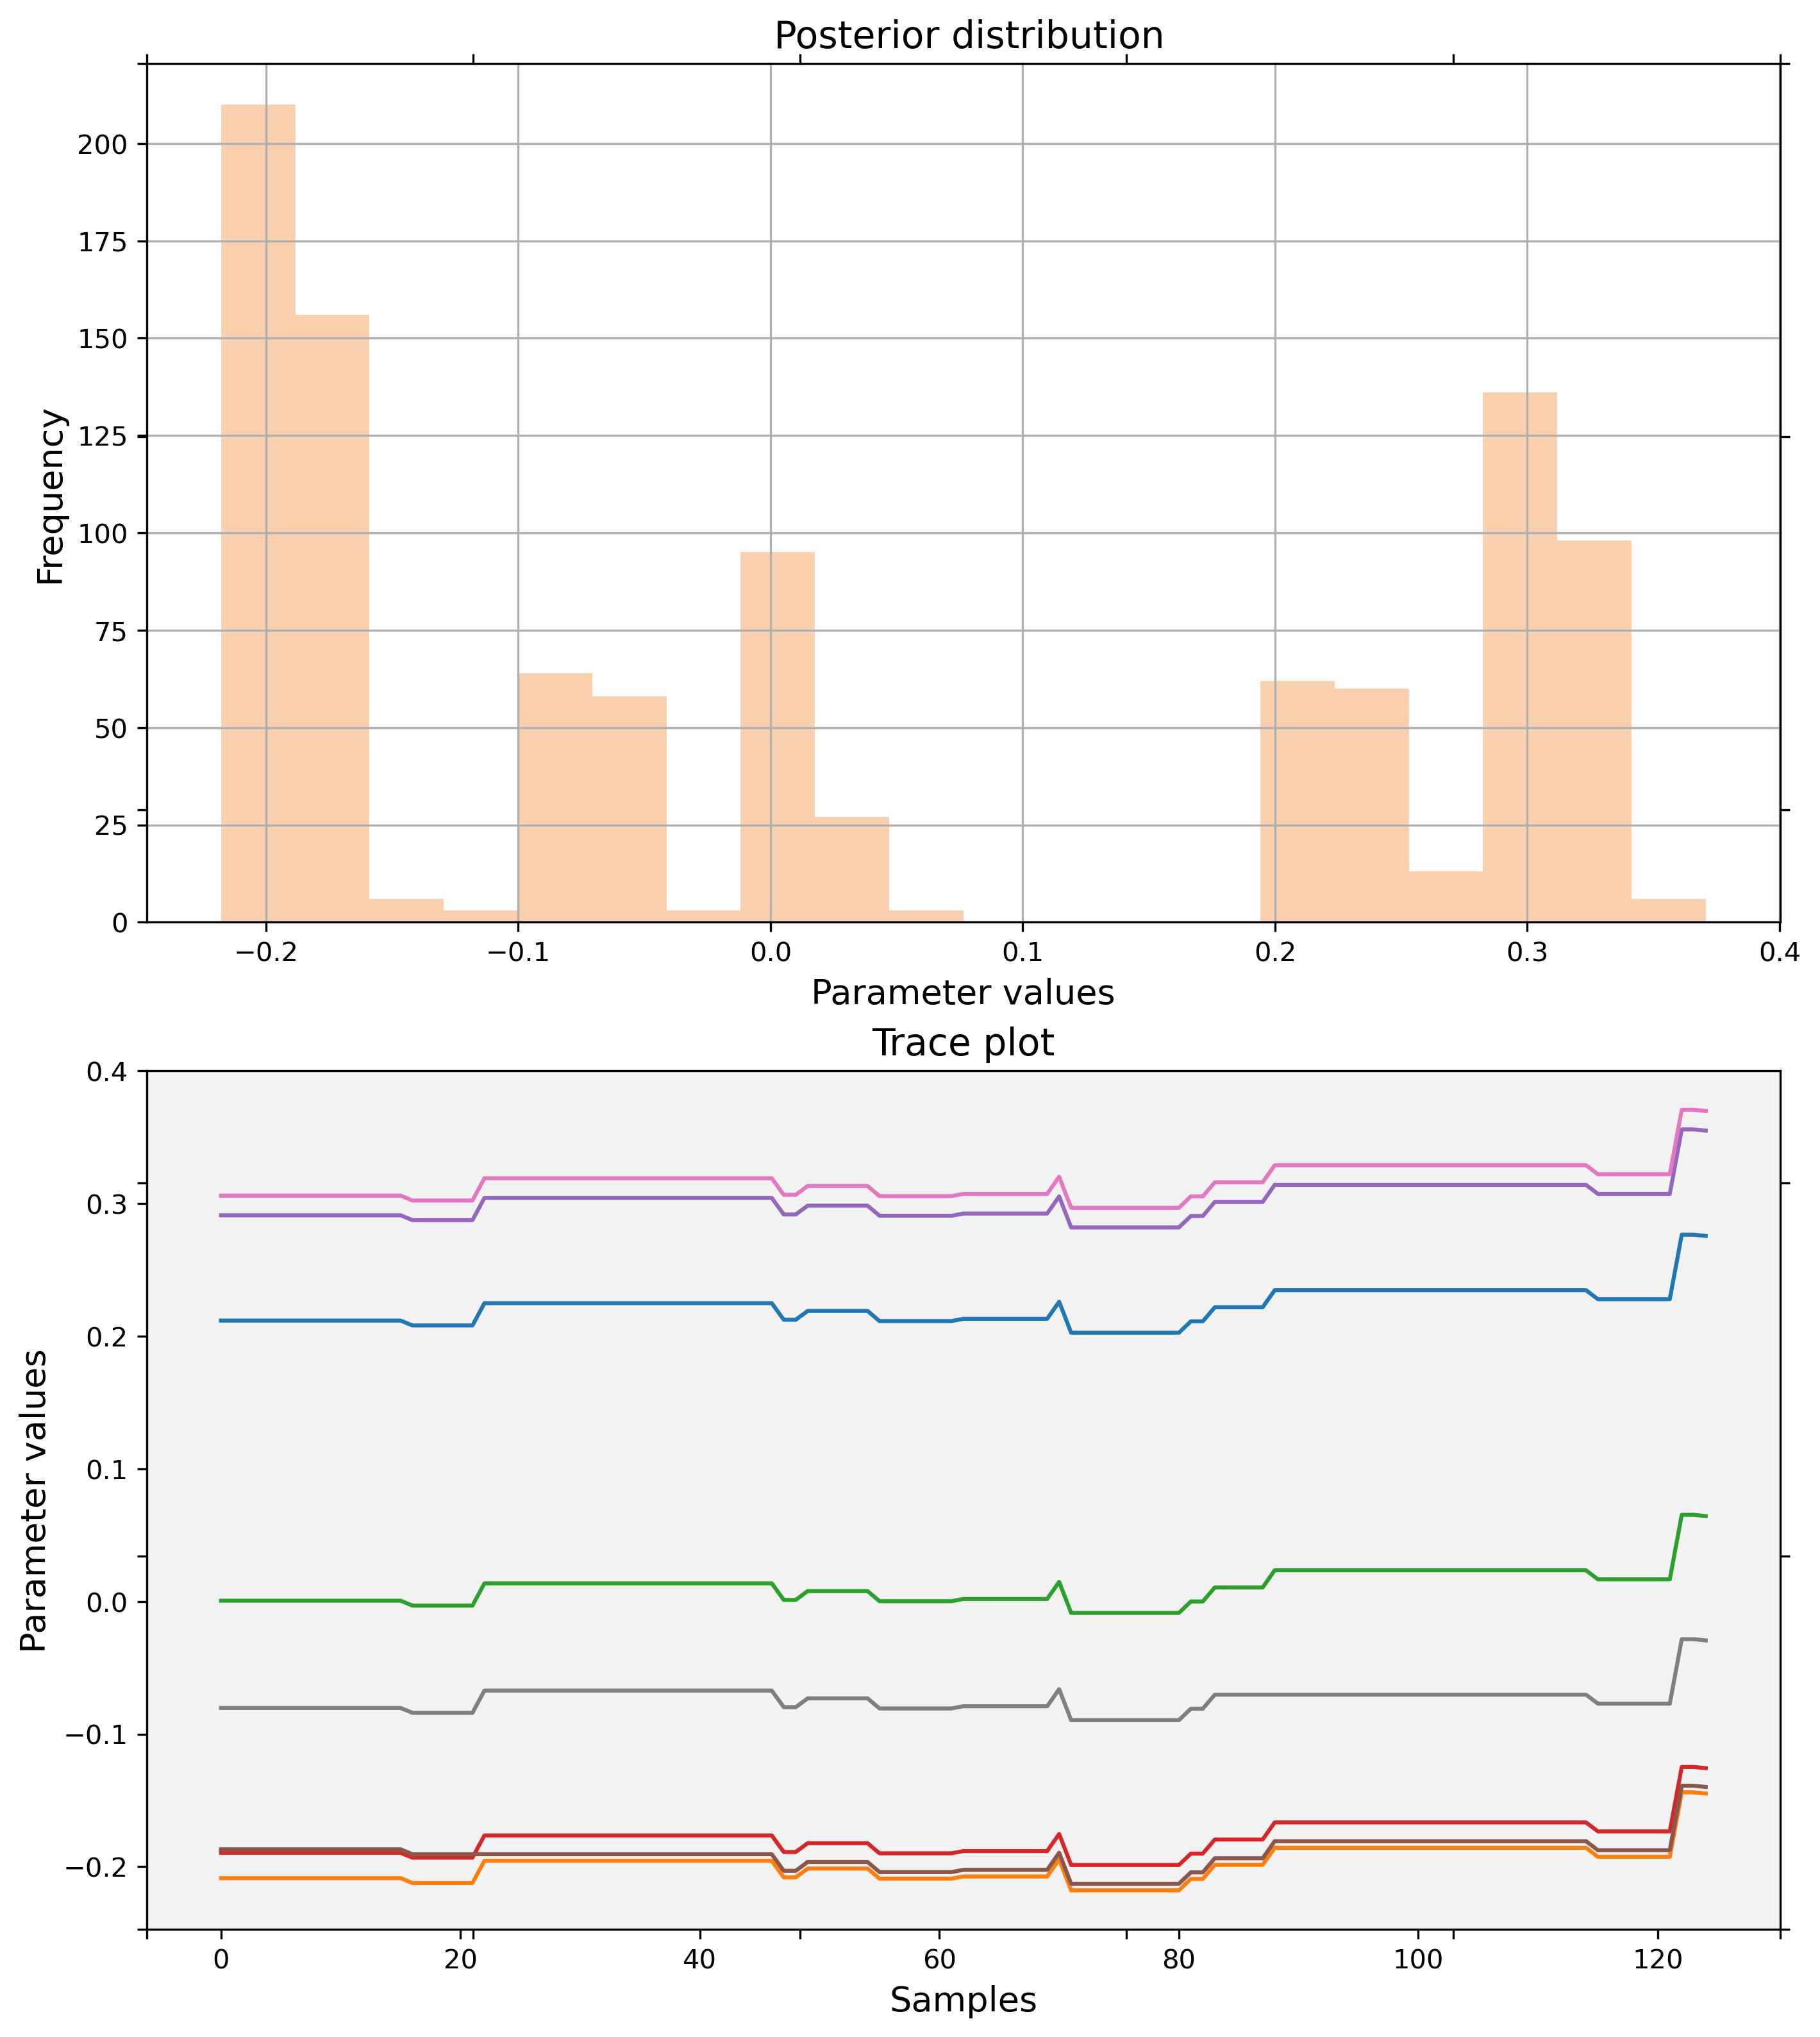 Posterior distribution
200
175
150
125
100
75
50
25
0
Frequency
−0.2 −0.1 0.0 0.1 0.2 0.3 0.4
Parameter values
Trace plot
0.4
0.3
0.2
0.1
0.0
−0.1
−0.2
Parameter values
0 20 40 60 80 100 120
Samples